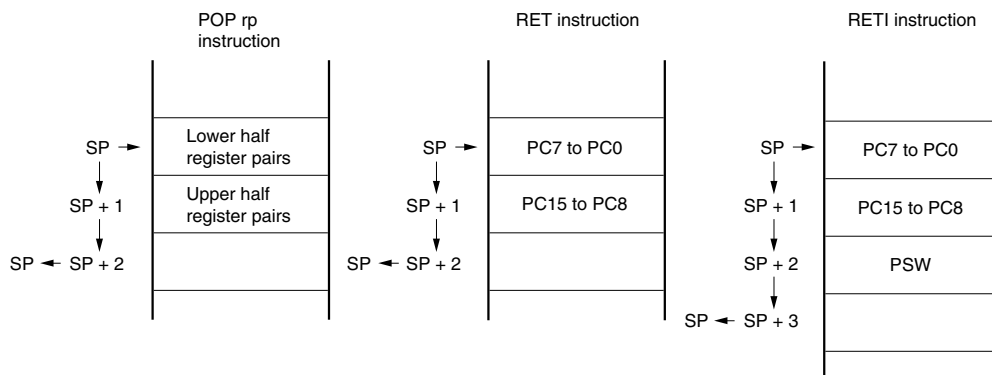 POP rp
instruction
SP
Lower half
register pairs
SP + 1
Upper half
register pairs
SP
SP + 2
RET instruction
SP
PC7 to PC0
SP + 1
PC15 to PC8
SP
SP + 2
RETI instruction
SP
PC7 to PC0
SP + 1
PC15 to PC8
SP + 2
PSW
SP
SP + 3